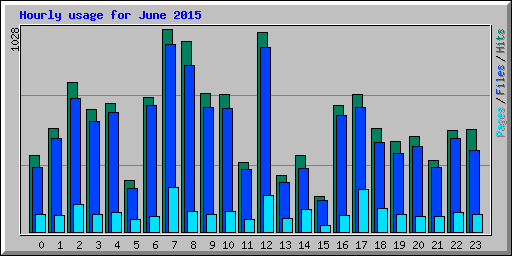 Hourly usage for June 2015
1028
Pages/Files/Hits
0 1 2 3 4 5 6 7 8 9 10 11 12 13 14 15 16 17 18 19 20 21 22 23